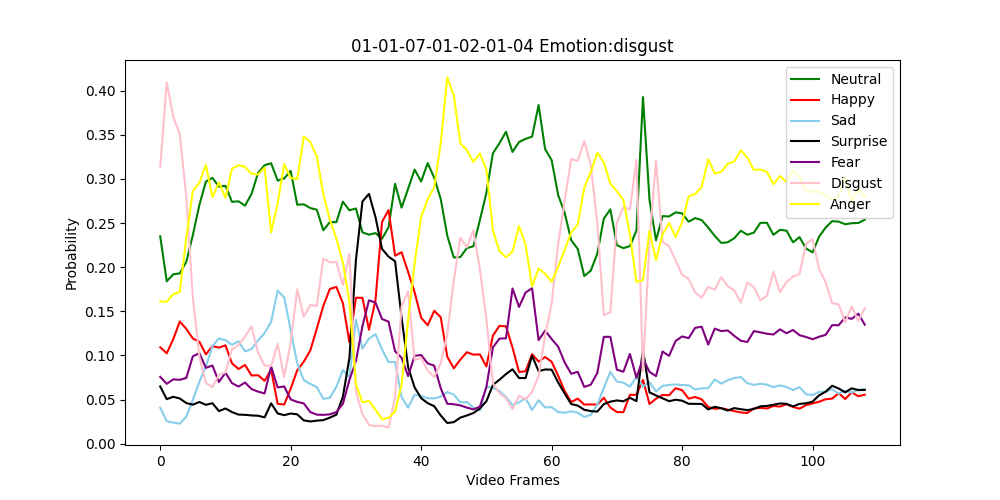 01-01-07-01-02-01-04 Emotion:disgust
Probability
0.40
0.35
0.30
0.25
0.20
0.15
0.10
0.05
0.00
0 20 40 60 80 100
Video Frames
Neutral
Happy
Sad
Surprise
Fear
Disgust
Anger